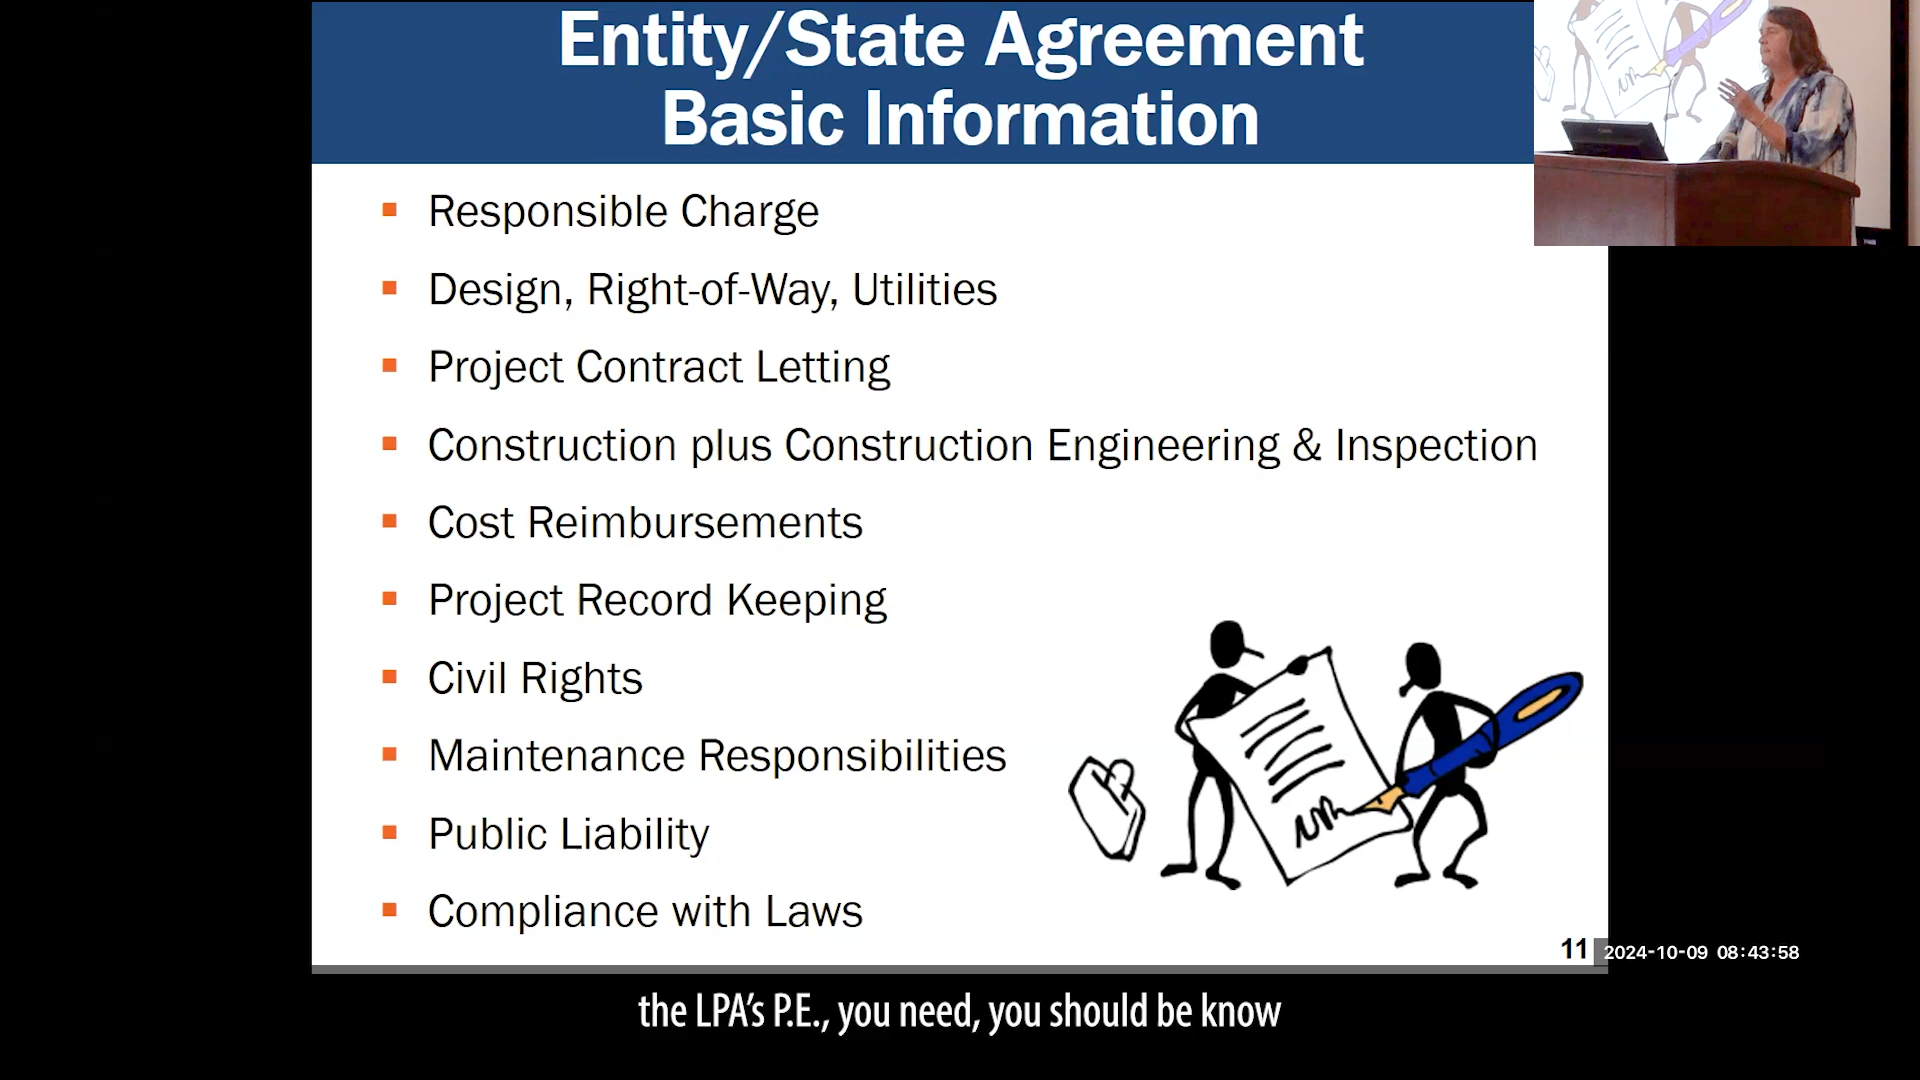 Entity/State Agreement
Basic Information
Responsible Charge
Design, Right-of-Way, Utilities
Project Contract Letting
Construction plus Construction Engineering & Inspection
Cost Reimbursements
Project Record Keeping
Civil Rights
Maintenance Responsibilities
Public Liability
Compliance with Laws
11
2024-10-09 08:43:58
the LPA's P.E., you need, you should be know